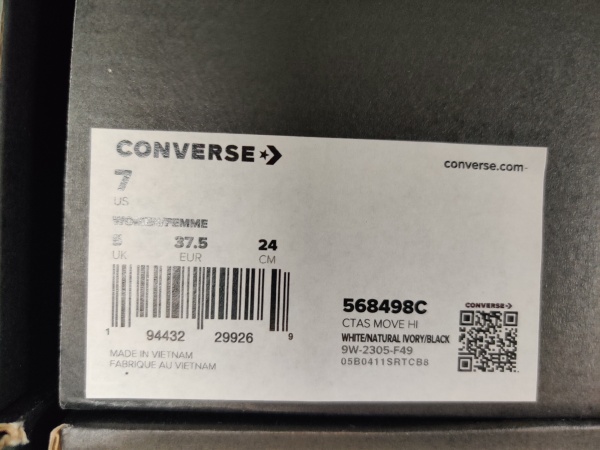 CONVERSE
converse.com
7
US
WOMEN/FEMME
5 37.5 24
UK EUR CM
1 94432 29926 9
568498C
CTAS MOVE HI
WHITE/NATURAL IVORY/BLACK
9W-2305-F49
05B0411SRTCB8
CONVERSE
MADE IN VIETNAM
FABRIQUE AU VIETNAM